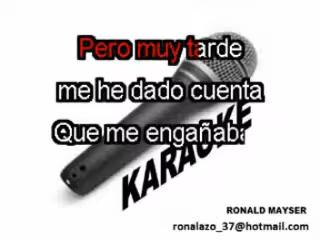 Pero muy tarde
me he dado cuenta
Que me engañaba
KARAOKE
RONALD MAYSER
ronalazo_37@hotmail.com